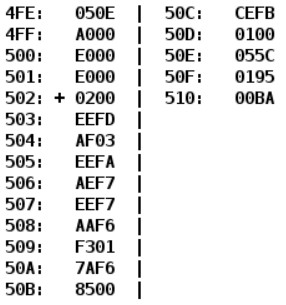 4FE: 050E | 50C: CEFB
4FF: A000 | 50D: 0100
500: E000 | 50E: 055C
501: E000 | 50F: 0195
502: + 0200 | 510: 00BA
503: EEFD |
504: AF03 |
505: EEFA |
506: AEF7 |
507: EEF7 |
508: AAF6 |
509: F301 |
50A: 7AF6 |
50B: 8500 |